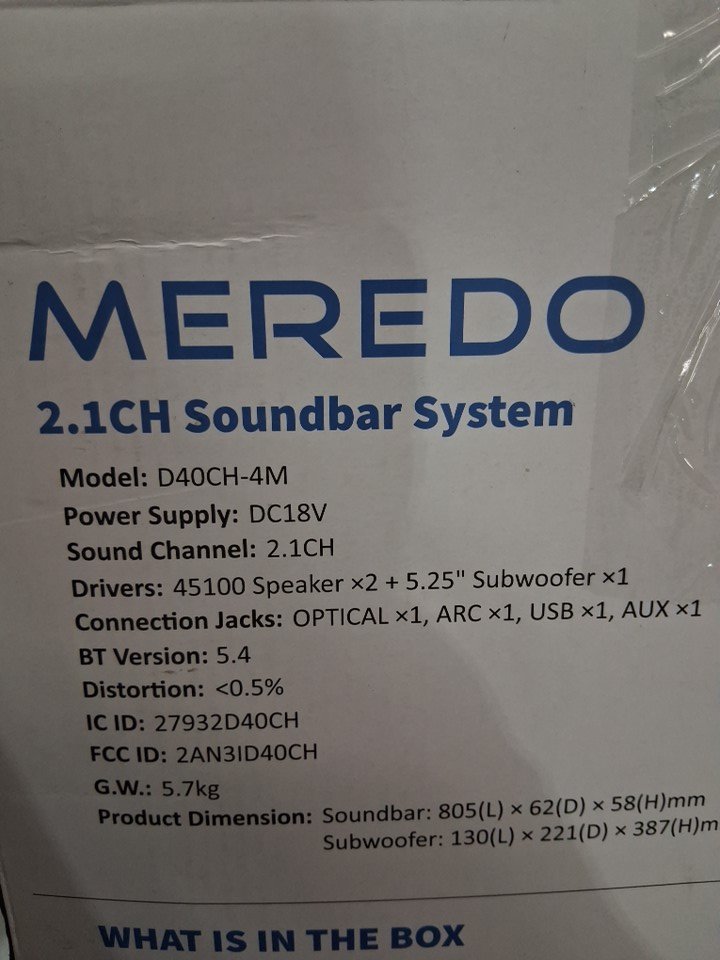 MEREDO
2.1CH Soundbar System
Model: D40CH-4M
Power Supply: DC18V
Sound Channel: 2.1CH
Drivers: 45100 Speaker ×2 + 5.25" Subwoofer ×1
Connection Jacks: OPTICAL ×1, ARC ×1, USB ×1, AUX ×1
BT Version: 5.4
Distortion: <0.5%
IC ID: 27932D40CH
FCC ID: 2AN3ID40CH
G.W.: 5.7kg
Product Dimension: Soundbar: 805(L) × 62(D) × 58(H)mm
Subwoofer: 130(L) × 221(D) × 387(H)m
WHAT IS IN THE BOX